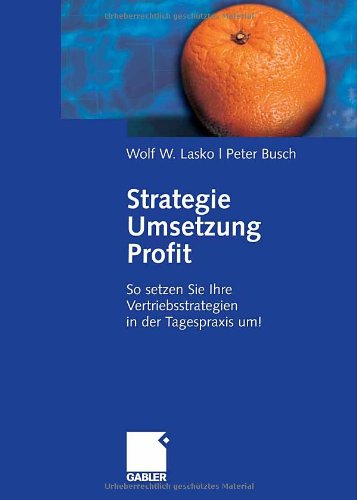 Urheberrechtlich geschütztes Material
Wolf W. Lasko | Peter Busch
Strategie
Umsetzung
Profit
So setzen Sie Ihre
Vertriebsstrategien
in der Tagespraxis um!
GABLER
Urheberrechtlich geschütztes Material